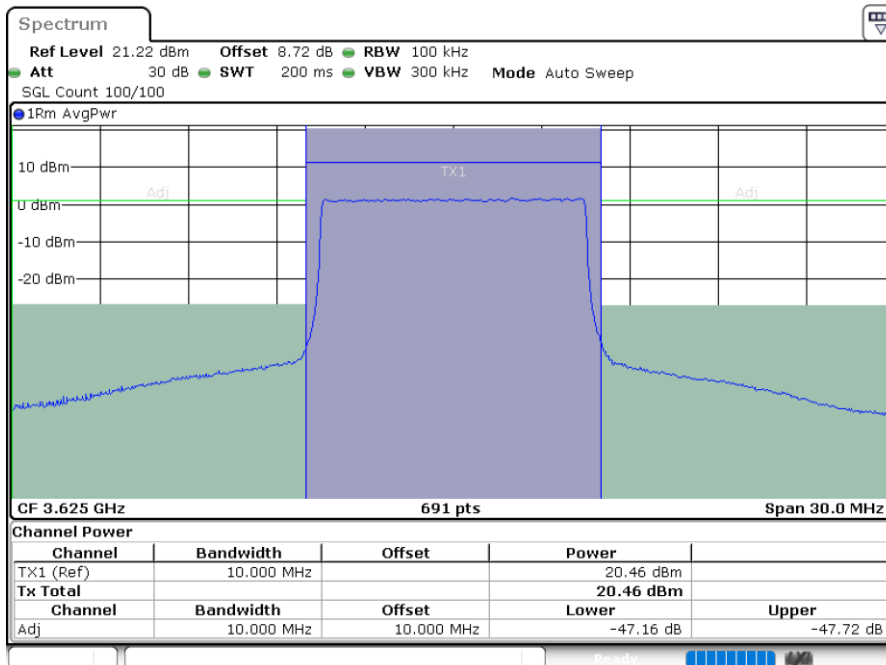 Spectrum
Ref Level 21.22 dBm Offset 8.72 dB RBW 100 kHz
Att 30 dB SWT 200 ms VBW 300 kHz Mode Auto Sweep
SGL Count 100/100
1Rm AvgPwr
10 dBm
TX1
Adj Adj
0 dBm
-10 dBm
-20 dBm
CF 3.625 GHz 691 pts Span 30.0 MHz
Channel Power
Channel Bandwidth Offset Power
TX1 (Ref) 10.000 MHz 20.46 dBm
Tx Total 20.46 dBm
Channel Bandwidth Offset Lower Upper
Adj 10.000 MHz 10.000 MHz -47.16 dB -47.72 dB
Ready